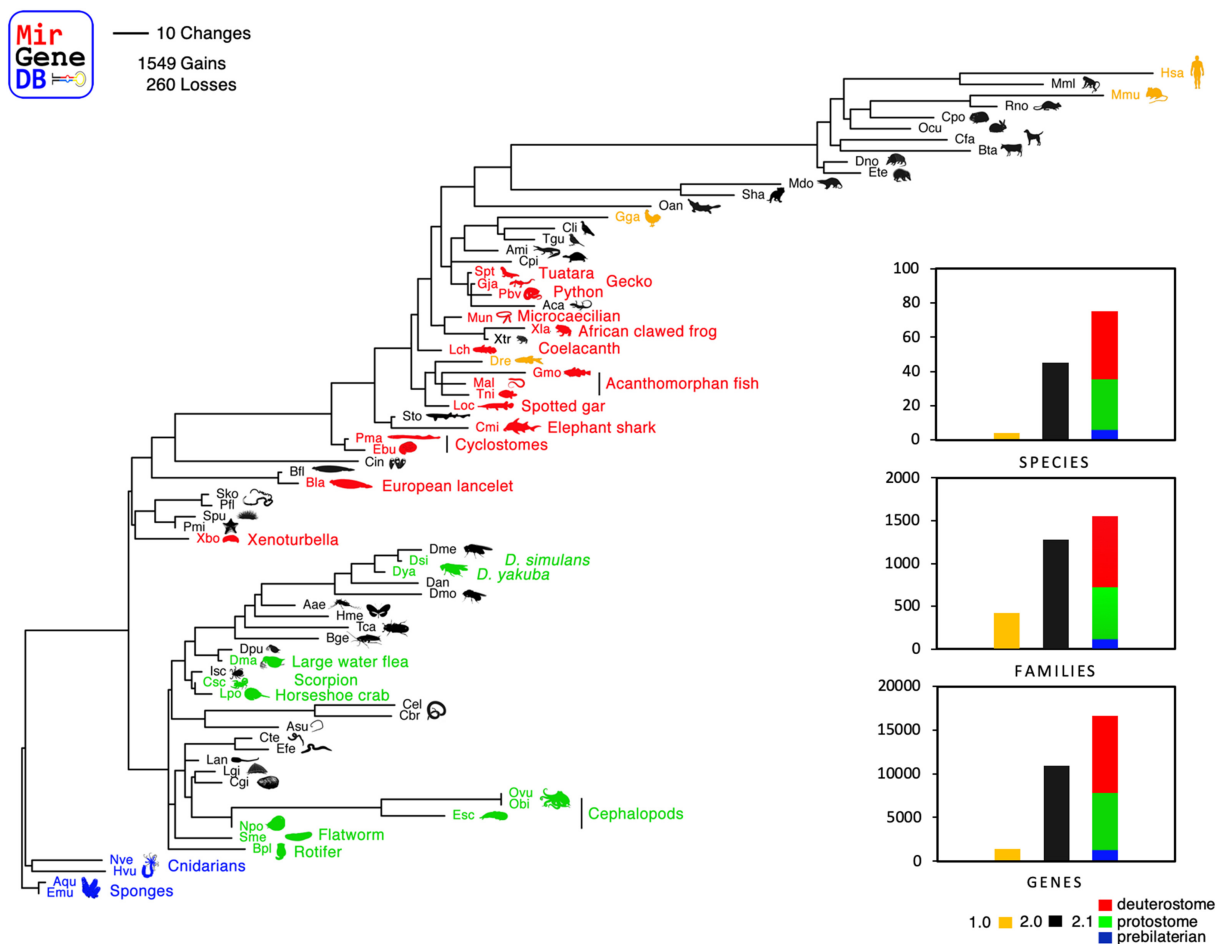 Mir
Gene
DB
10 Changes
1549 Gains
260 Losses
Hsa
Mml
Mmu
Rno
Cpo
Ocu
Cfa
Bta
Dno
Ete
Mdo
Sha
Oan
Gga
Cli
Tgu
Ami
Cpi
Spt Tuatara
Gja Gecko
Pbv Python
Aca
Mun Microcaecilian
Xla African clawed frog
Xtr
Lch Coelacanth
Dre
Gmo
Mal Acanthomorphan fish
Tni
Loc Spotted gar
Sto
Cmi Elephant shark
Pma Cyclostomes
Ebu
Cin
Bfl
Bla European lancelet
Sko
Pfl
Spu
Pmi
Xbo Xenoturbella
Dme
Dsi D. simulans
Dya D. yakuba
Dan
Dmo
Aae
Hme
Tca
Bge
Dpu
Dma Large water flea
Isc
Csc Scorpion
Lpo Horseshoe crab
Cel
Cbr
Asu
Cte
Efe
Lan
Lgi
Cgi
Ovu
Obi
Esc Cephalopods
Npo
Sme Flatworm
Bpl Rotifer
Nve Cnidarians
Hvu
Aqu Sponges
Emu
100
80
60
40
20
0
SPECIES
2000
1500
1000
500
0
FAMILIES
20000
15000
10000
5000
0
GENES
1.0 2.0 2.1
deuterostome
protostome
prebilaterian